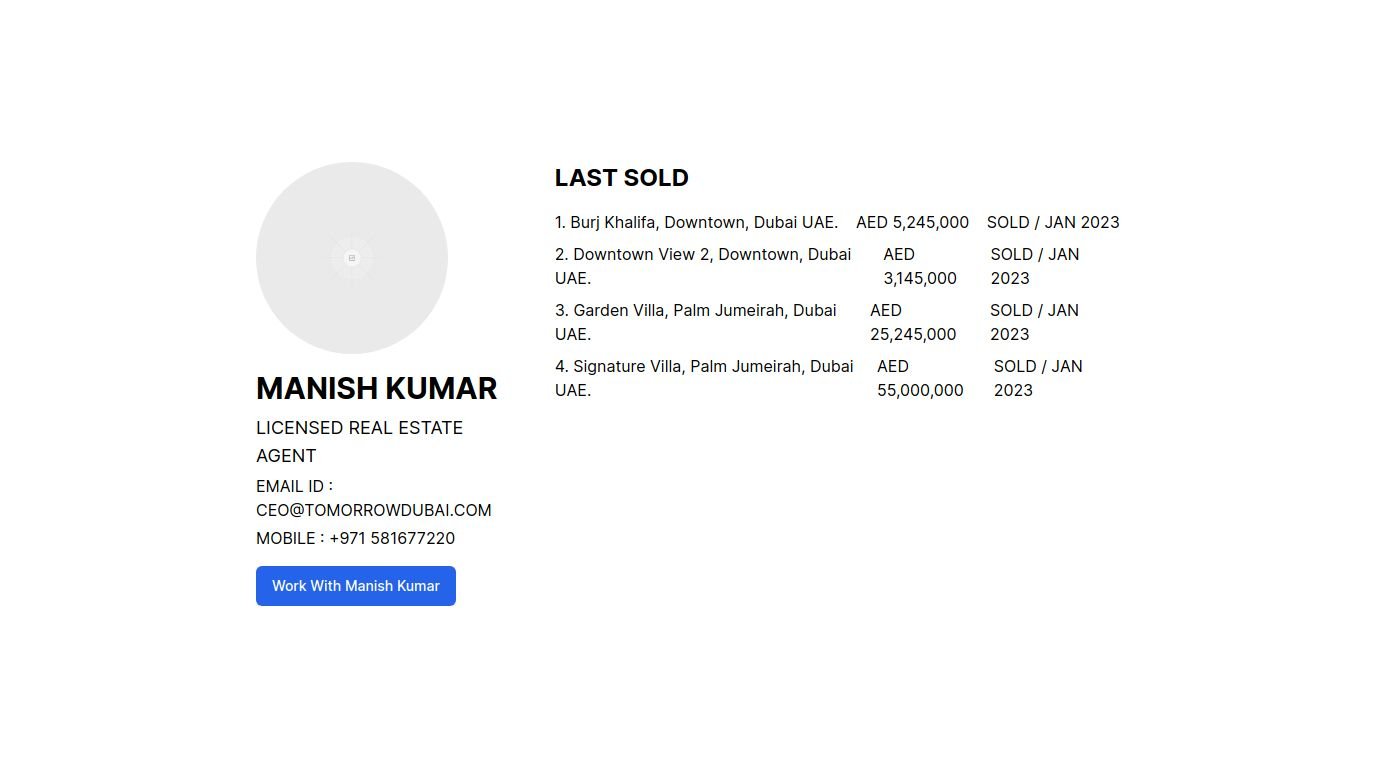 MANISH KUMAR
LICENSED REAL ESTATE
AGENT
EMAIL ID :
CEO@TOMORROWDUBAI.COM
MOBILE : +971 581677220
Work With Manish Kumar
LAST SOLD
1. Burj Khalifa, Downtown, Dubai UAE. AED 5,245,000 SOLD / JAN 2023
2. Downtown View 2, Downtown, Dubai AED SOLD / JAN
UAE. 3,145,000 2023
3. Garden Villa, Palm Jumeirah, Dubai AED SOLD / JAN
UAE. 25,245,000 2023
4. Signature Villa, Palm Jumeirah, Dubai AED SOLD / JAN
UAE. 55,000,000 2023